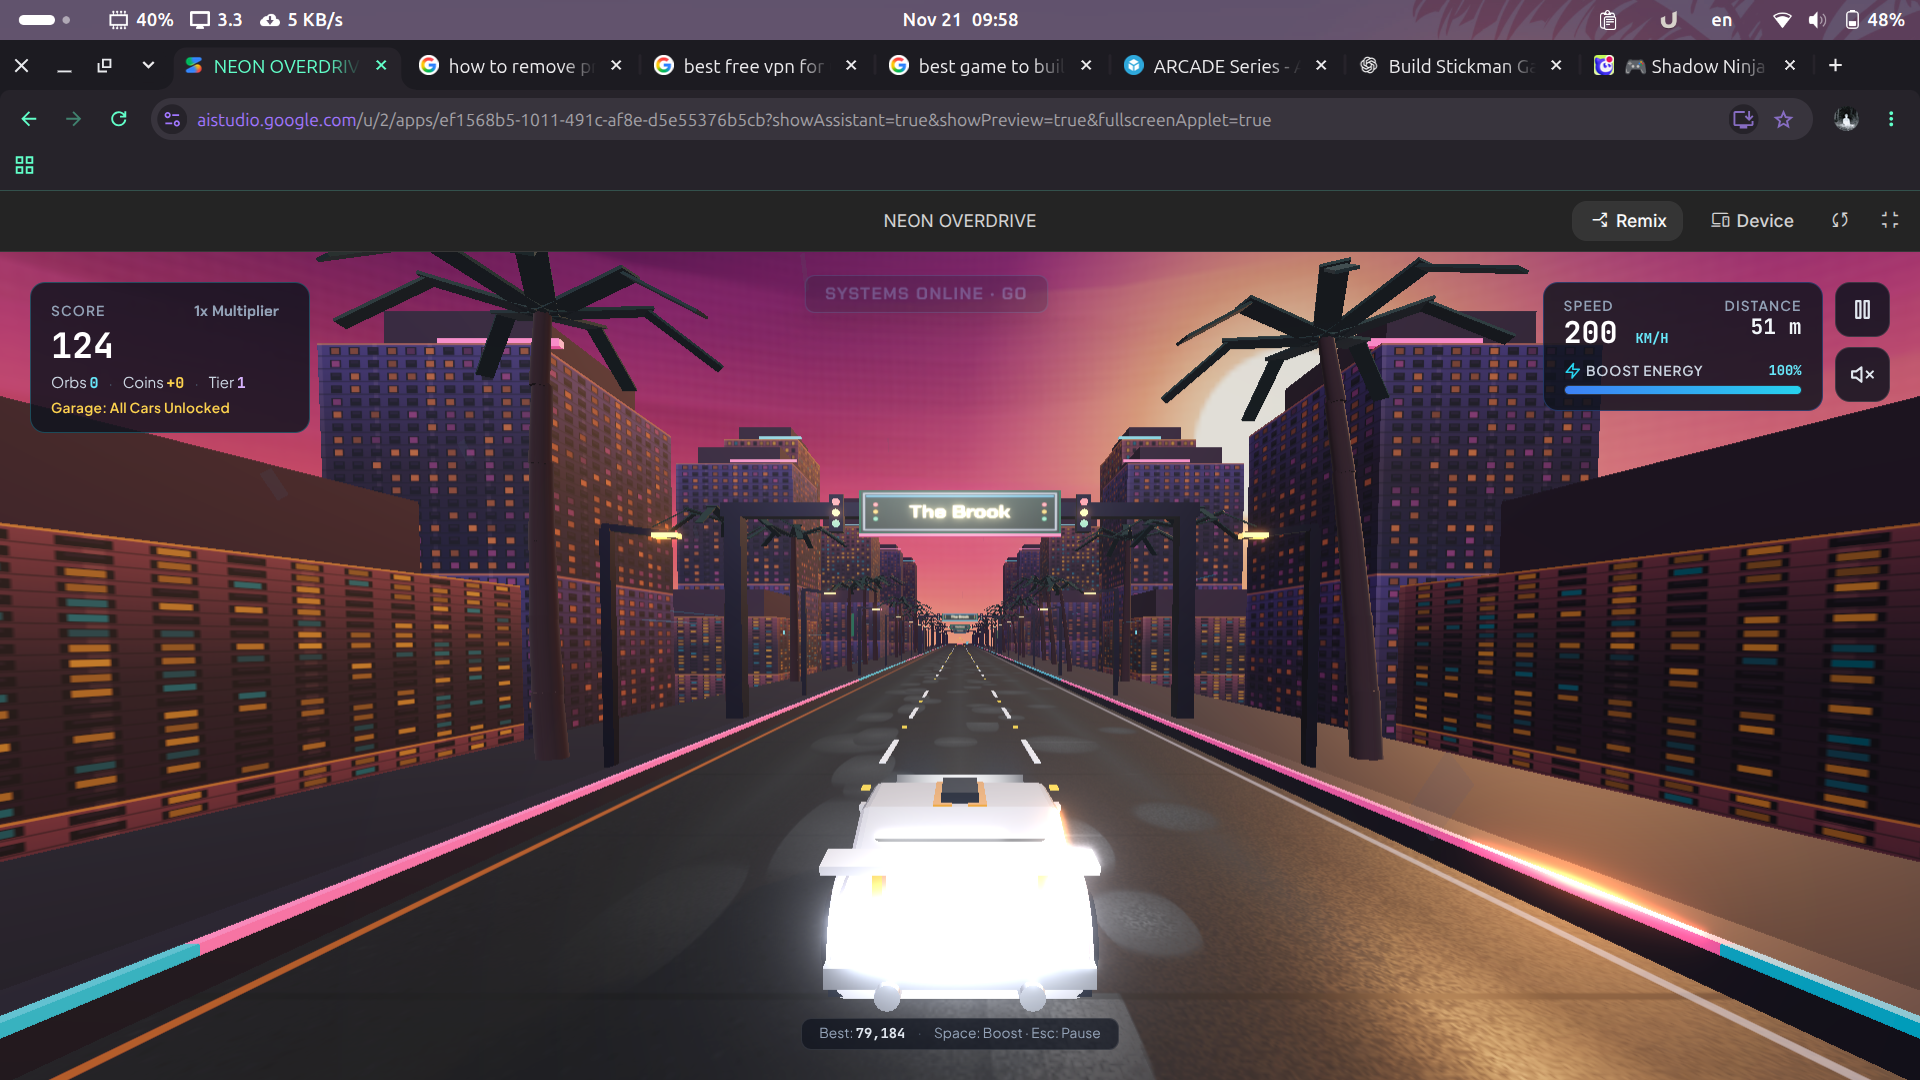 40% 3.3 5 KB/s Nov 21 09:58 en 48%
NEON OVERDRIV how to remove p best free vpn for best game to buil ARCADE Series - Build Stickman Ga Shadow Ninja
aistudio.google.com/u/2/apps/ef1568b5-1011-491c-af8e-d5e55376b5cb?showAssistant=true&showPreview=true&fullscreenApplet=true
NEON OVERDRIVE Remix Device
SYSTEMS ONLINE · GO
SCORE 1x Multiplier
124
Orbs 0 · Coins +0 · Tier 1
Garage: All Cars Unlocked
SPEED DISTANCE
200 KM/H 51 m
BOOST ENERGY 100%
The Brook
Best: 79,184 · Space: Boost · Esc: Pause